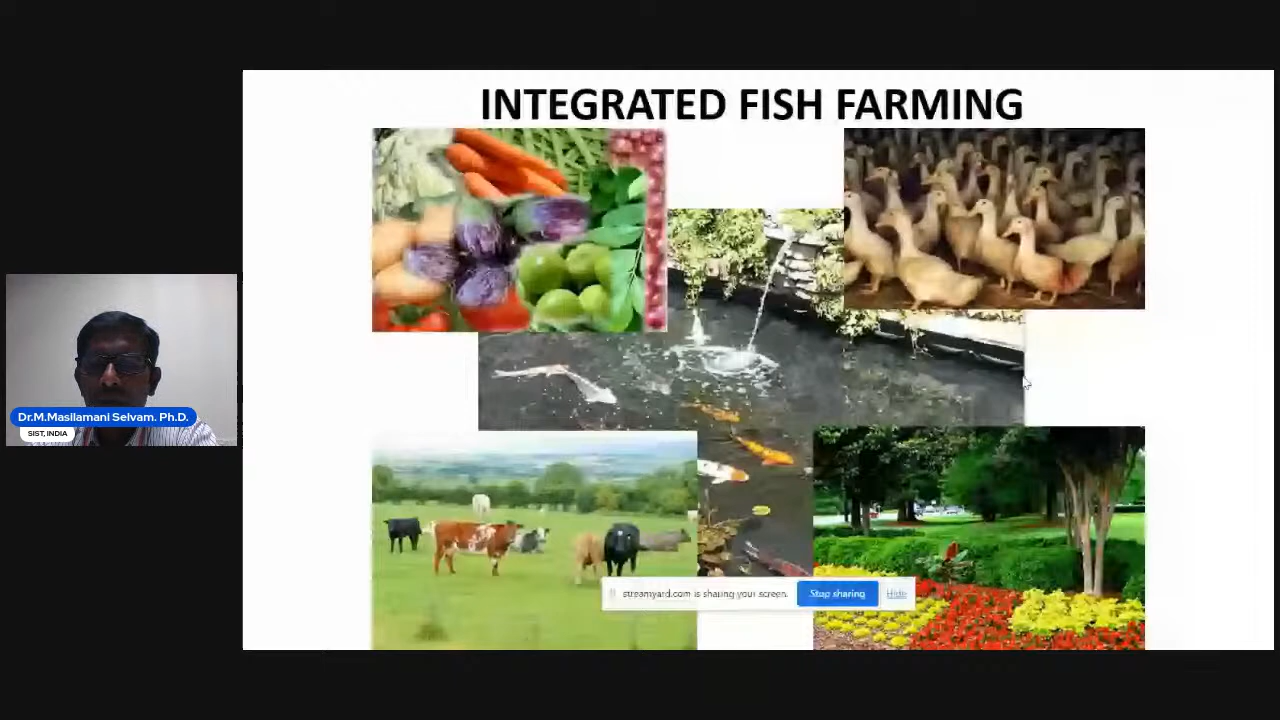 INTEGRATED FISH FARMING
Dr.M.Masilamani Selvam. Ph.D.
SIST, INDIA
streamyard.com is sharing your screen.
Stop sharing
Hide